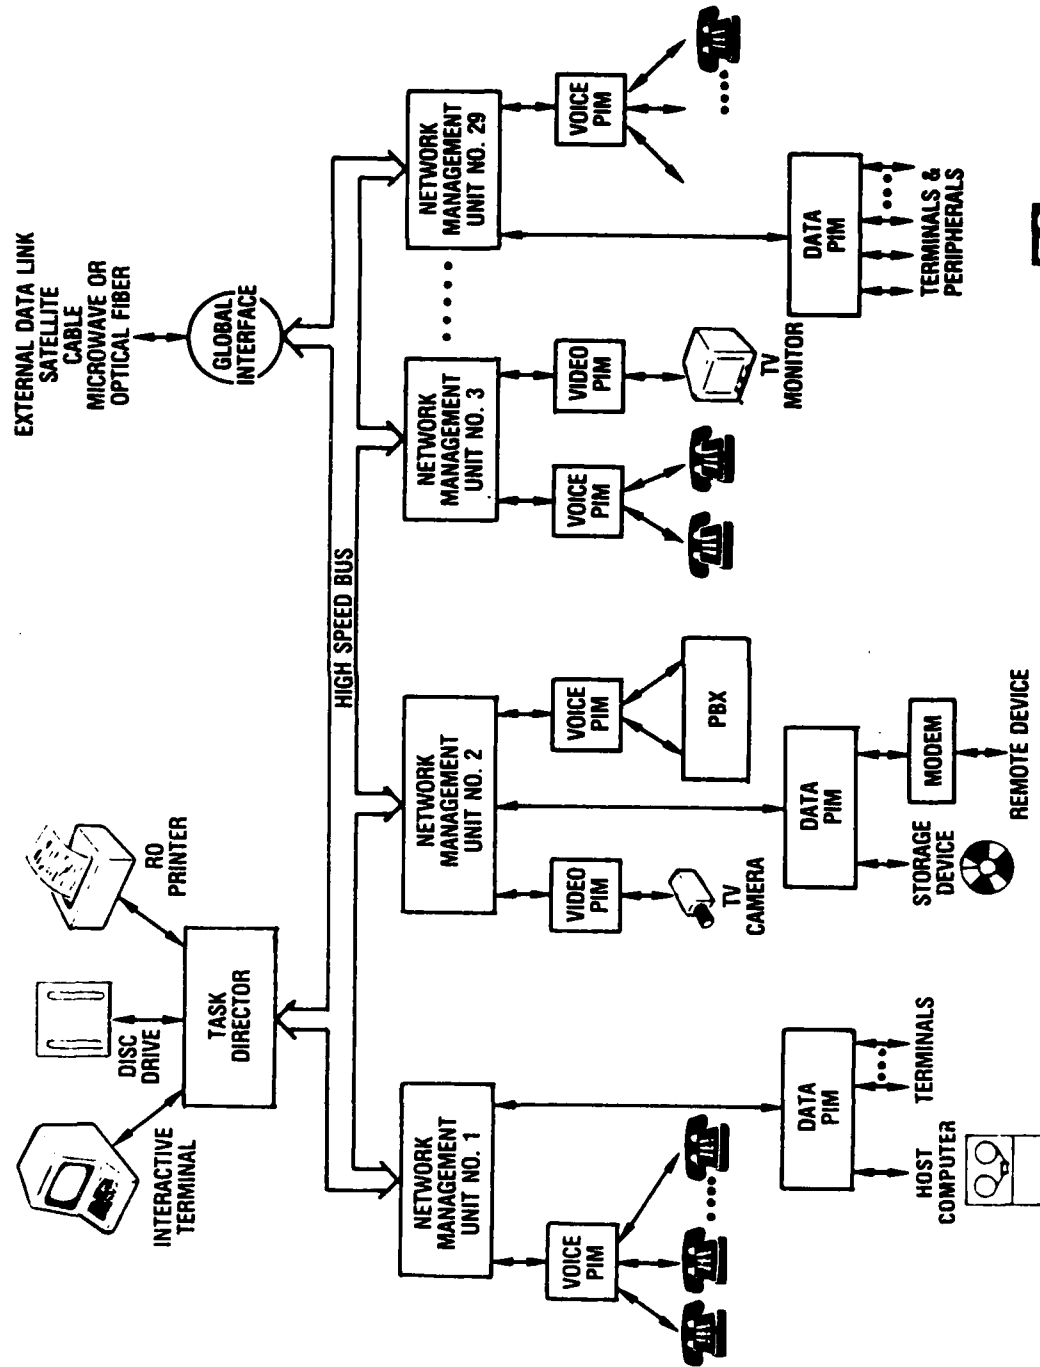 EXTERNAL DATA LINK
SATELLITE
CABLE
MICROWAVE OR
OPTICAL FIBER
GLOBAL
INTERFACE
INTERACTIVE
TERMINAL
DISC
DRIVE
RO
PRINTER
TASK
DIRECTOR
HIGH SPEED BUS
NETWORK
MANAGEMENT
UNIT NO. 1
NETWORK
MANAGEMENT
UNIT NO. 2
NETWORK
MANAGEMENT
UNIT NO. 3
NETWORK
MANAGEMENT
UNIT NO. 29
VOICE
PIM
VIDEO
PIM
VOICE
PIM
VOICE
PIM
VIDEO
PIM
VOICE
PIM
TV
CAMERA
PBX
TV
MONITOR
DATA
PIM
DATA
PIM
DATA
PIM
HOST
COMPUTER
TERMINALS
STORAGE
DEVICE
MODEM
REMOTE DEVICE
TERMINALS &
PERIPHERALS